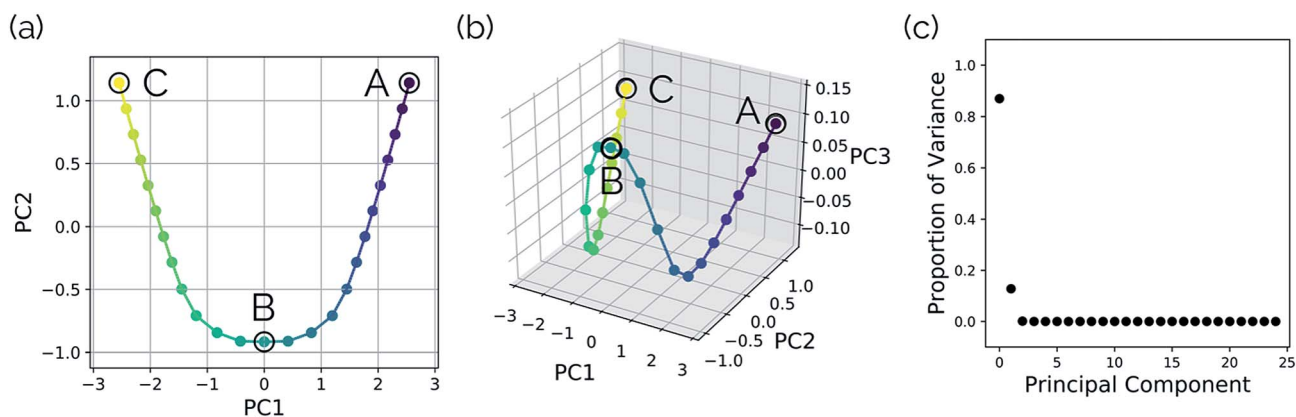 (a)
C
A
B
1.0
0.5
0.0
−0.5
−1.0
PC2
−3
−2
−1
0
1
2
3
PC1
(b)
C
A
B
0.15
0.10
0.05
0.00
−0.05
−0.10
PC3
−3
−2
−1
0
1
2
3
PC1
1.0
0.5
0.0
−0.5
−1.0
PC2
(c)
1.0
0.8
0.6
0.4
0.2
0.0
Proportion of Variance
0
5
10
15
20
25
Principal Component